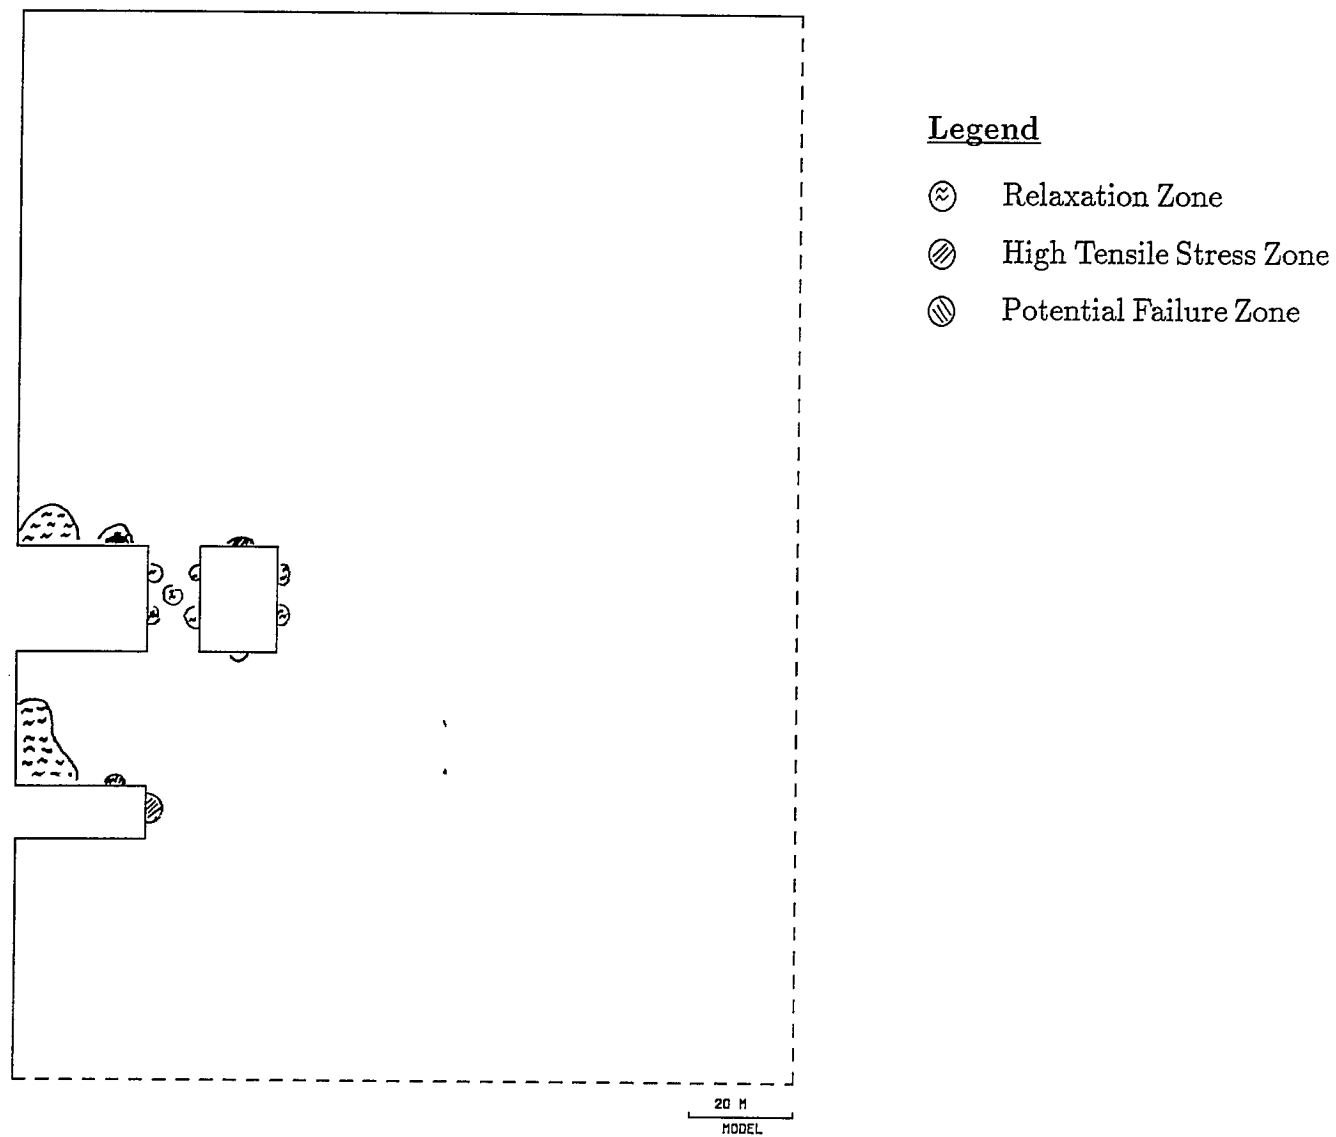 Legend
Relaxation Zone
High Tensile Stress Zone
Potential Failure Zone
20 M
MODEL